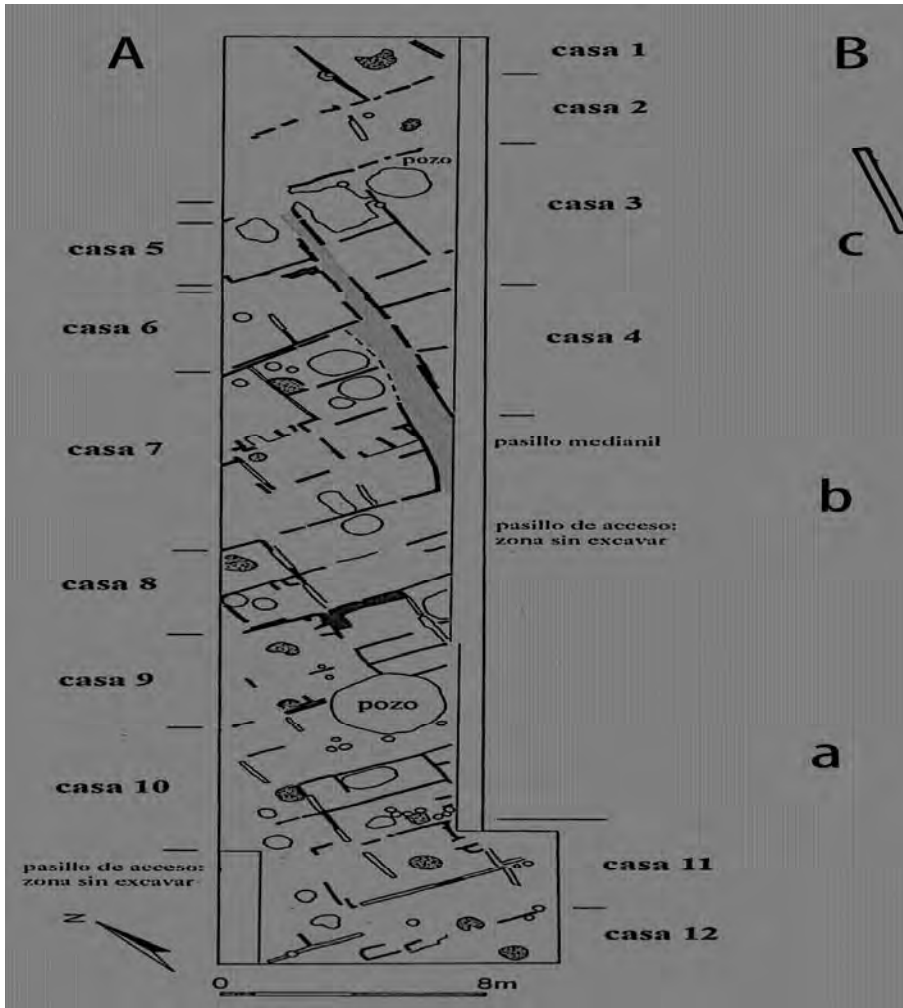 A
B
casa 1
casa 2
pozo
casa 3
c
casa 5
casa 6
casa 4
casa 7
pasillo medianil
b
pasillo de acceso:
zona sin excavar
casa 8
casa 9
pozo
a
casa 10
pasillo de acceso:
zona sin excavar
casa 11
N
casa 12
0 8m